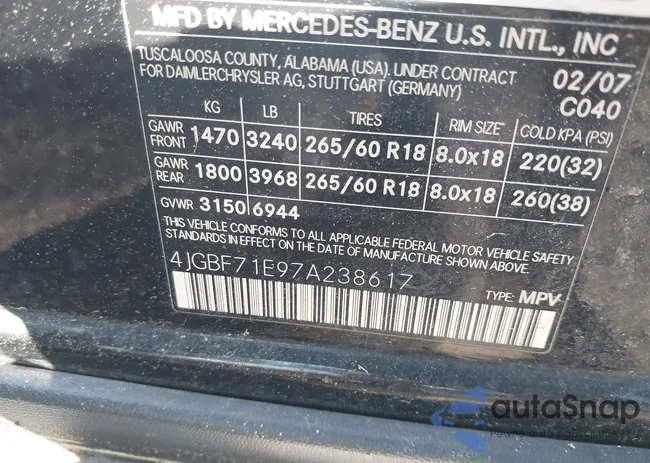 MFD BY MERCEDES-BENZ U.S. INTL., INC
TUSCALOOSA COUNTY, ALABAMA (USA). UNDER CONTRACT
FOR DAIMLERCHRYSLER AG, STUTTGART (GERMANY)
02/07
C040
KG LB TIRES RIM SIZE COLD KPA (PSI)
GAWR FRONT 1470 3240 265/60 R18 8.0x18 220(32)
GAWR REAR 1800 3968 265/60 R18 8.0x18 260(38)
GVWR 3150 6944
THIS VEHICLE CONFORMS TO ALL APPLICABLE FEDERAL MOTOR VEHICLE SAFETY
STANDARDS IN EFFECT ON THE DATE OF MANUFACTURE SHOWN ABOVE.
4JGBF71E97A238617
TYPE: MPV
autaSnap